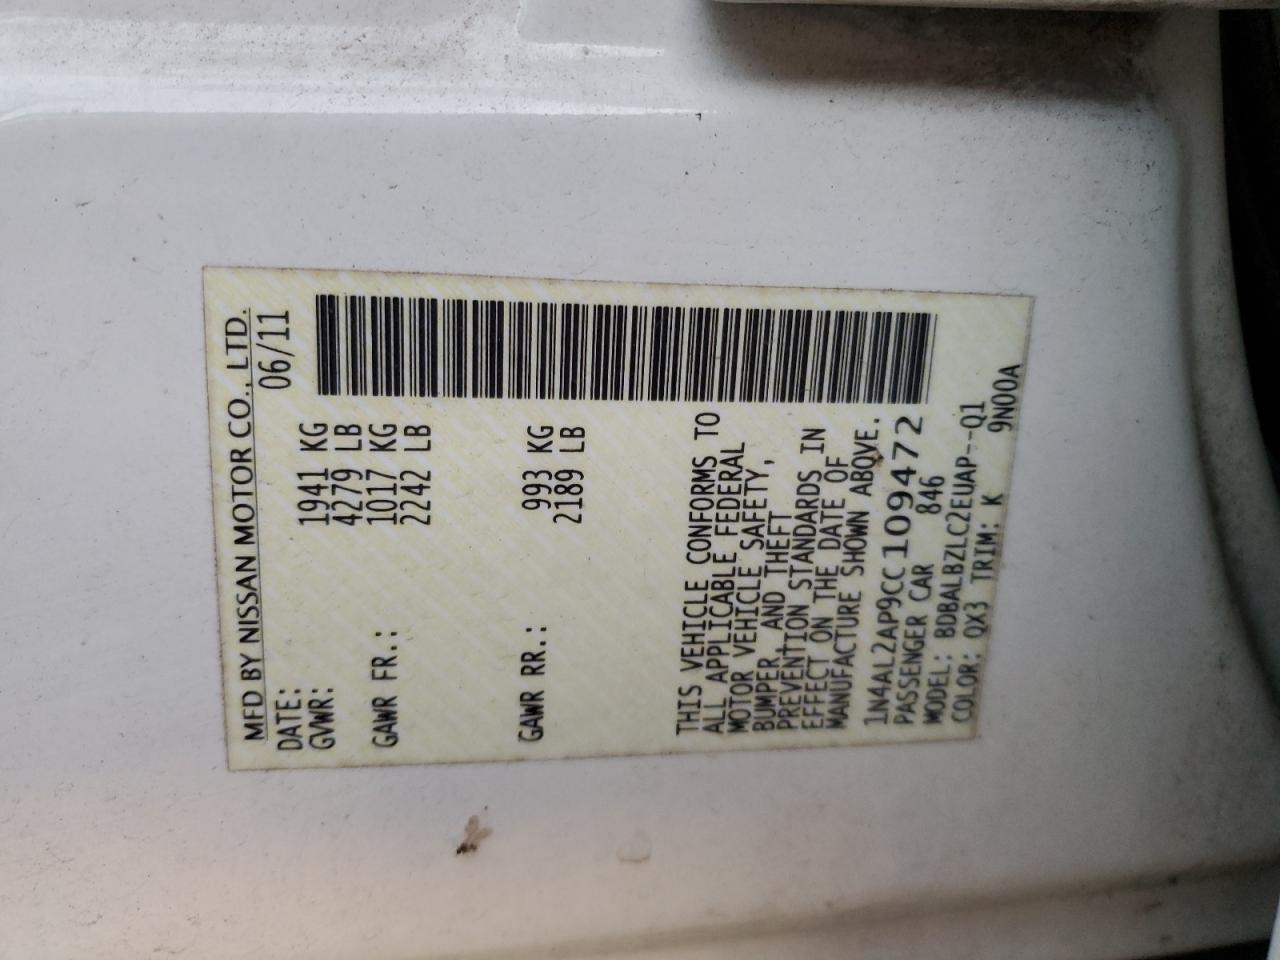 MFD BY NISSAN MOTOR CO., LTD.
DATE: 06/11
GVWR: 1941 KG
4279 LB
GAWR FR.: 1017 KG
2242 LB
GAWR RR.: 993 KG
2189 LB
THIS VEHICLE CONFORMS TO
ALL APPLICABLE FEDERAL
MOTOR VEHICLE SAFETY,
BUMPER, AND THEFT
PREVENTION STANDARDS IN
EFFECT ON THE DATE OF
MANUFACTURE SHOWN ABOVE.
1N4AL2AP9CC109472
PASSENGER CAR 846
MODEL: BDBALBZLC2EUAP--Q1
COLOR: QX3 TRIM: K 9N00A